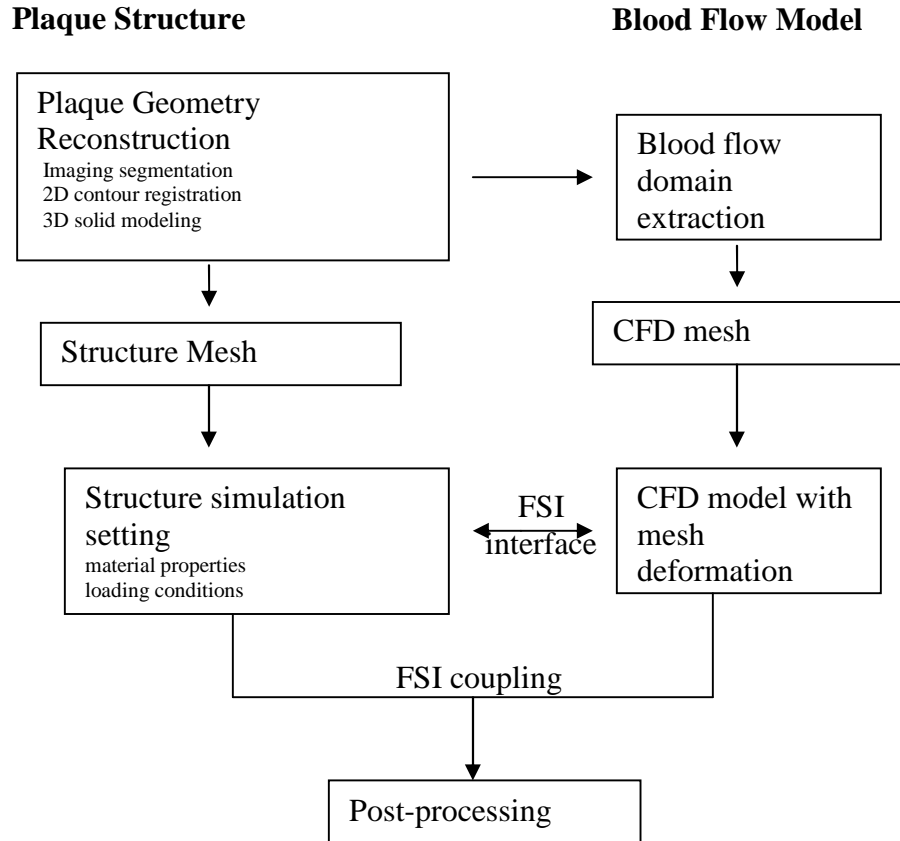 Plaque Structure
Blood Flow Model
Plaque Geometry
Reconstruction
Imaging segmentation
2D contour registration
3D solid modeling
Blood flow
domain
extraction
Structure Mesh
CFD mesh
Structure simulation
setting
material properties
loading conditions
FSI
interface
CFD model with
mesh
deformation
FSI coupling
Post-processing